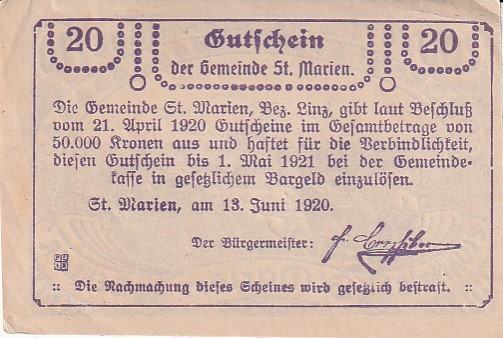 20 Gutschein 20
der Gemeinde St. Marien.
Die Gemeinde St. Marien, Bez. Linz, gibt laut Beschluß
vom 21. April 1920 Gutscheine im Gesamtbetrage von
50.000 Kronen aus und haftet für die Verbindlichkeit,
diesen Gutschein bis 1. Mai 1921 bei der Gemeinde-
kasse in gesetzlichem Bargeld einzulösen.
St. Marien, am 13. Juni 1920.
Der Bürgermeister:
:: Die Nachmachung dieses Scheines wird gesetzlich bestraft. ::